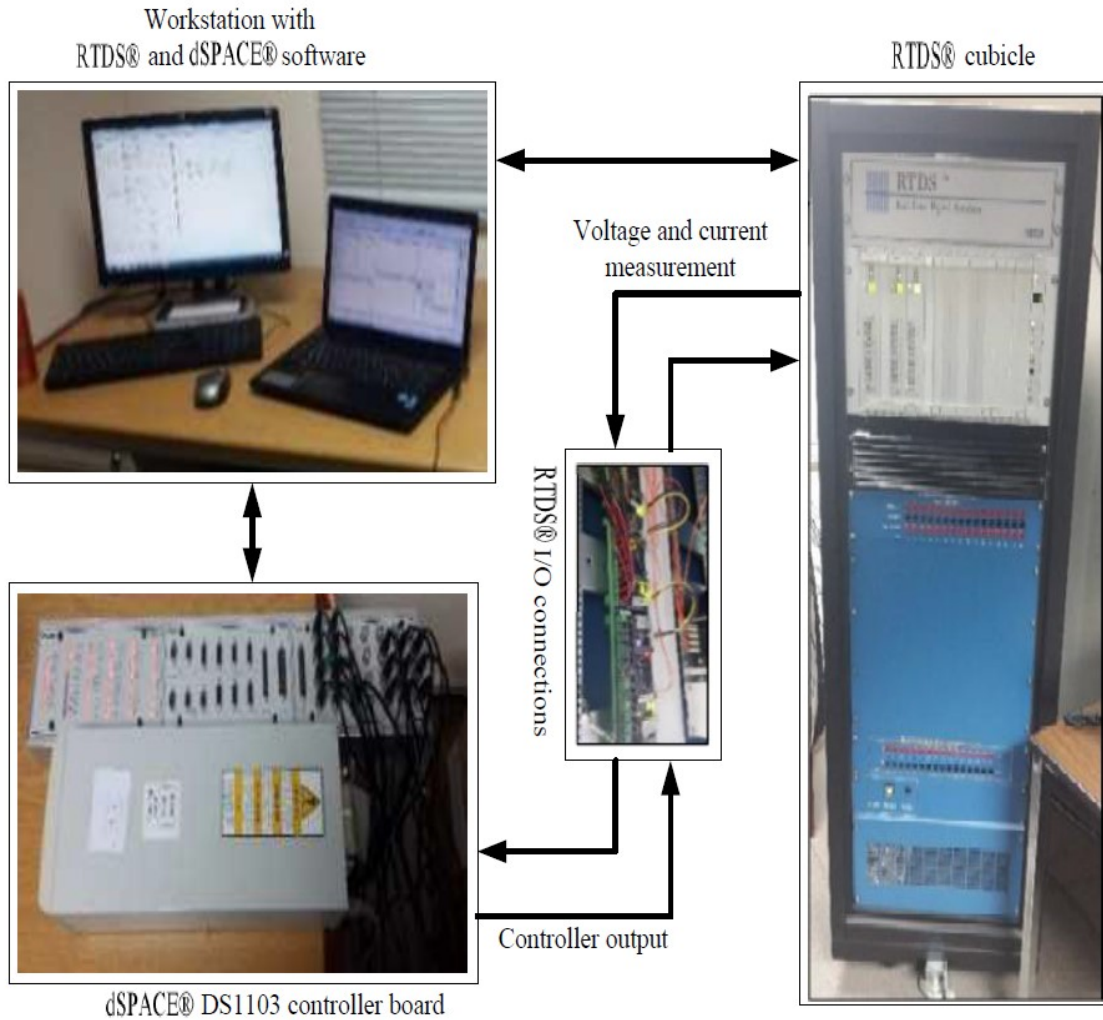 Workstation with
RTDS® and dSPACE® software
RTDS® cubicle
RTDS
Voltage and current
measurement
RTDS® I/O connections
Controller output
dSPACE® DS1103 controller board